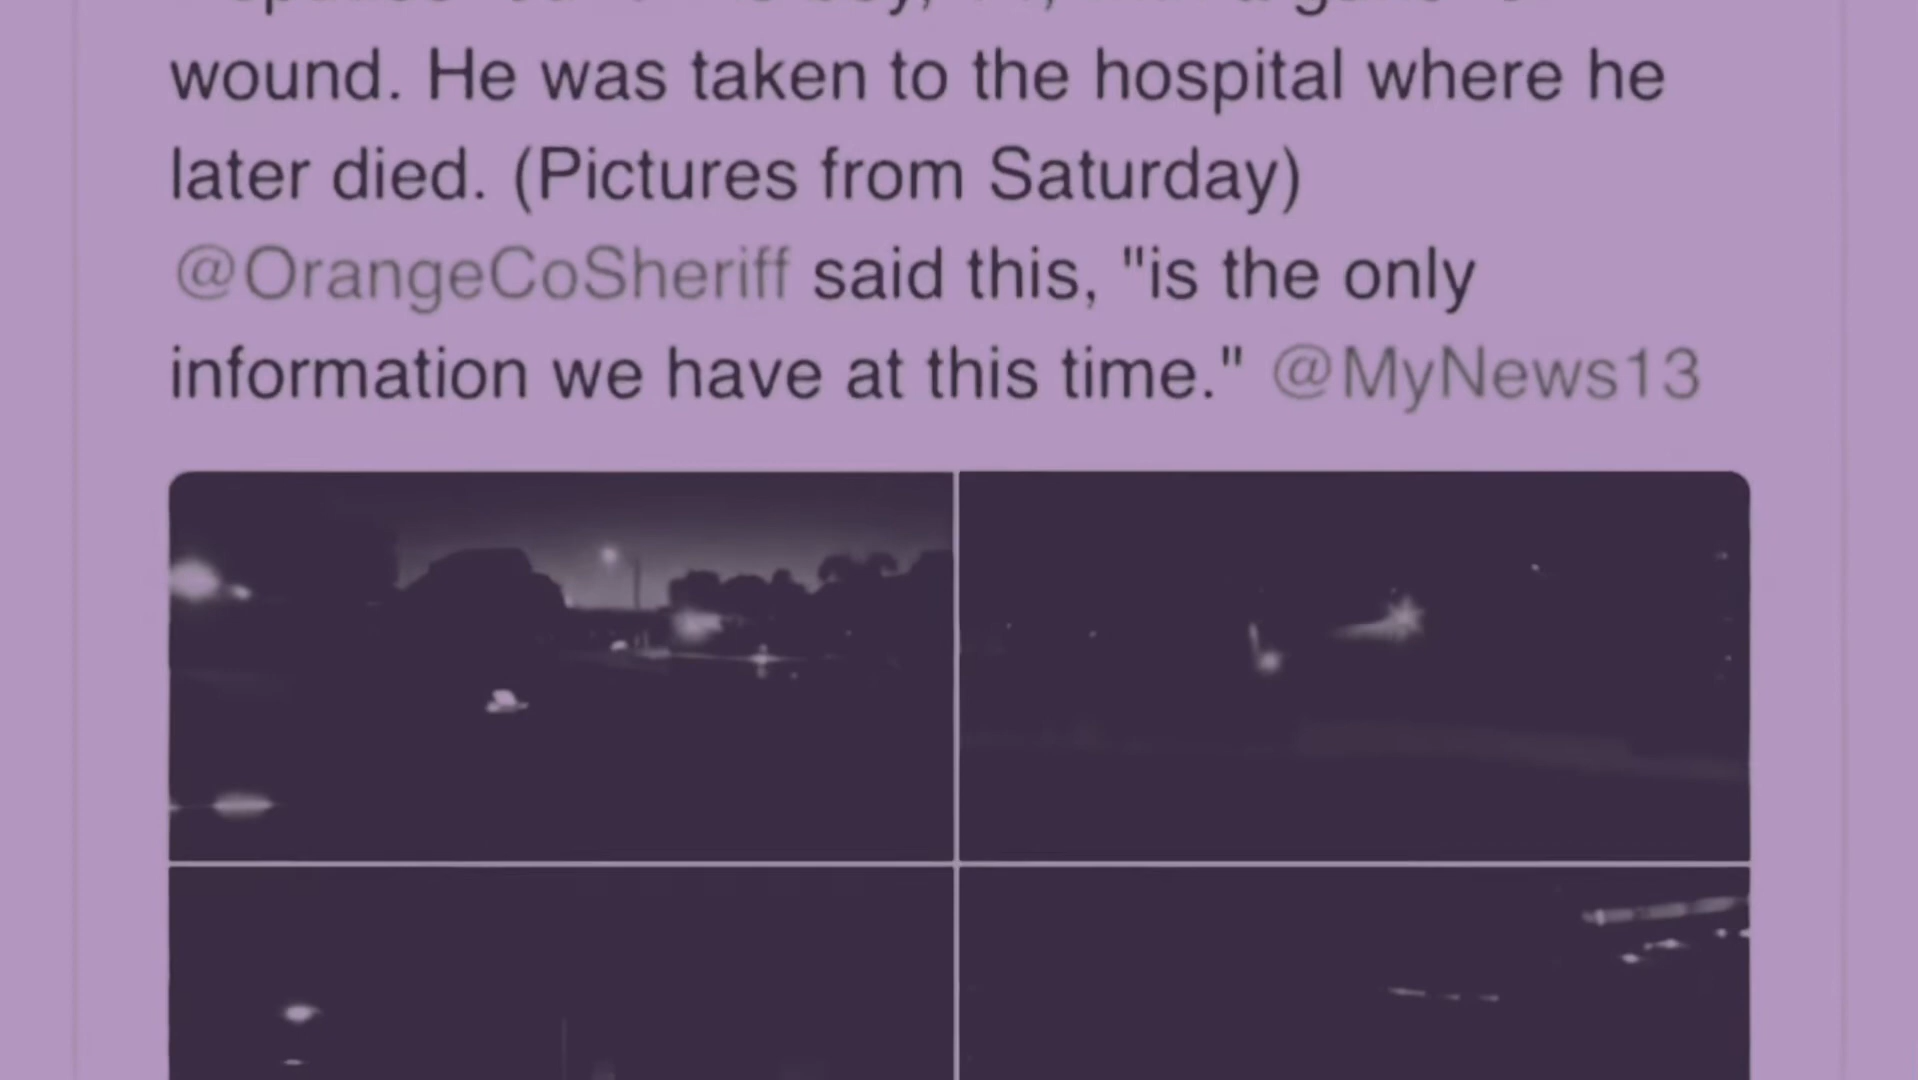 wound. He was taken to the hospital where he
later died. (Pictures from Saturday)
@OrangeCoSheriff said this, "is the only
information we have at this time." @MyNews13